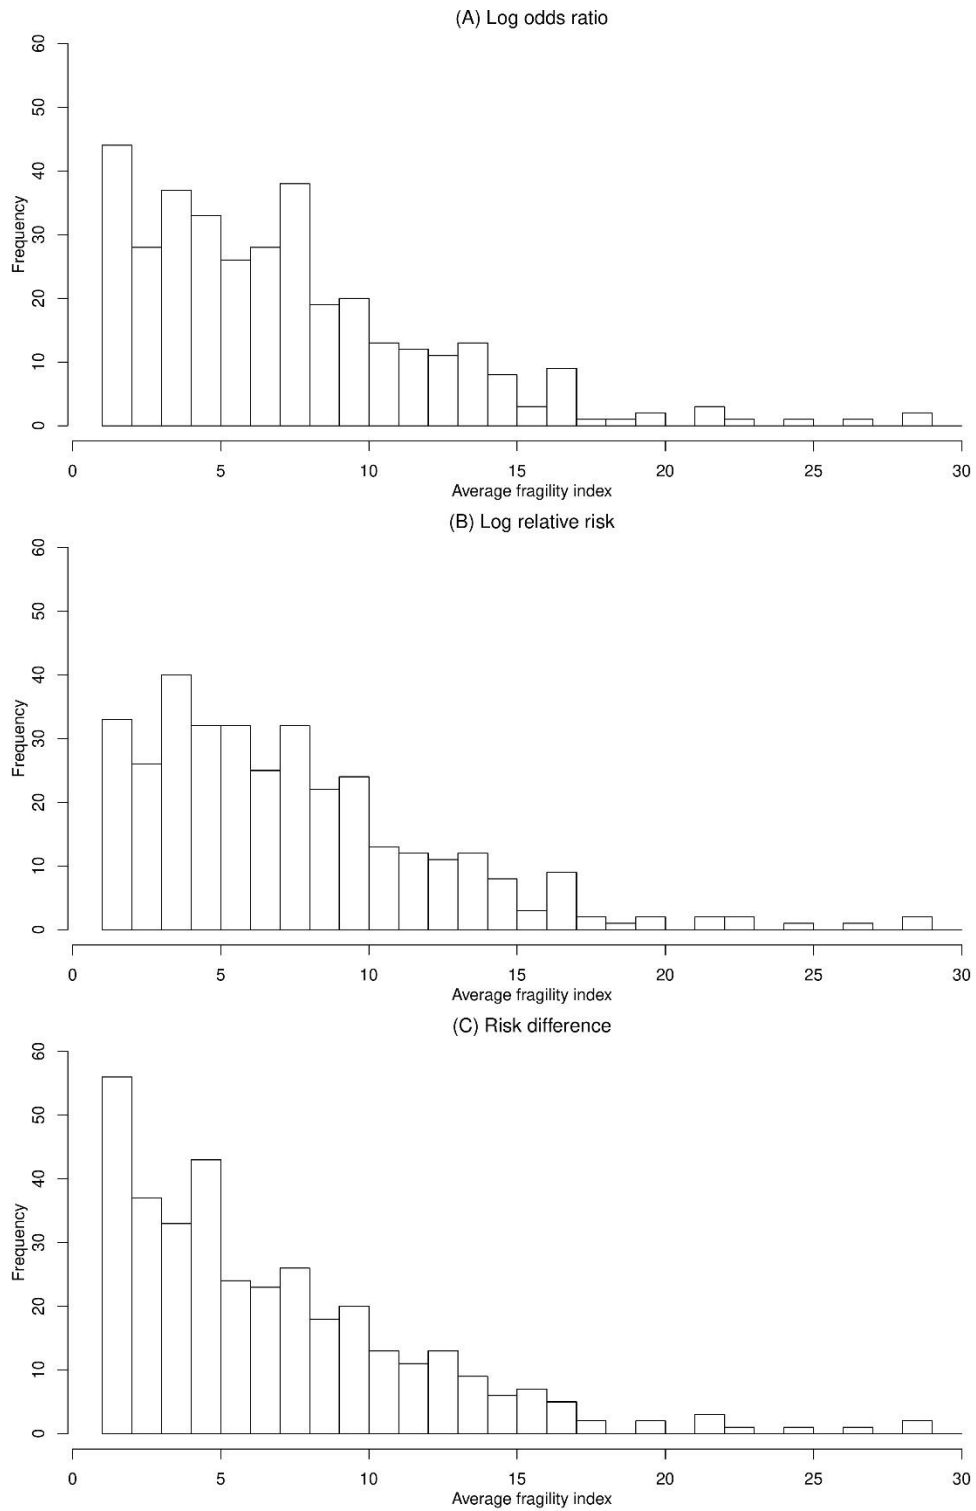 (A) Log odds ratio
60
50
40
30
20
10
0
Frequency
0 5 10 15 20 25 30
Average fragility index
(B) Log relative risk
60
50
40
30
20
10
0
Frequency
0 5 10 15 20 25 30
Average fragility index
(C) Risk difference
60
50
40
30
20
10
0
Frequency
0 5 10 15 20 25 30
Average fragility index